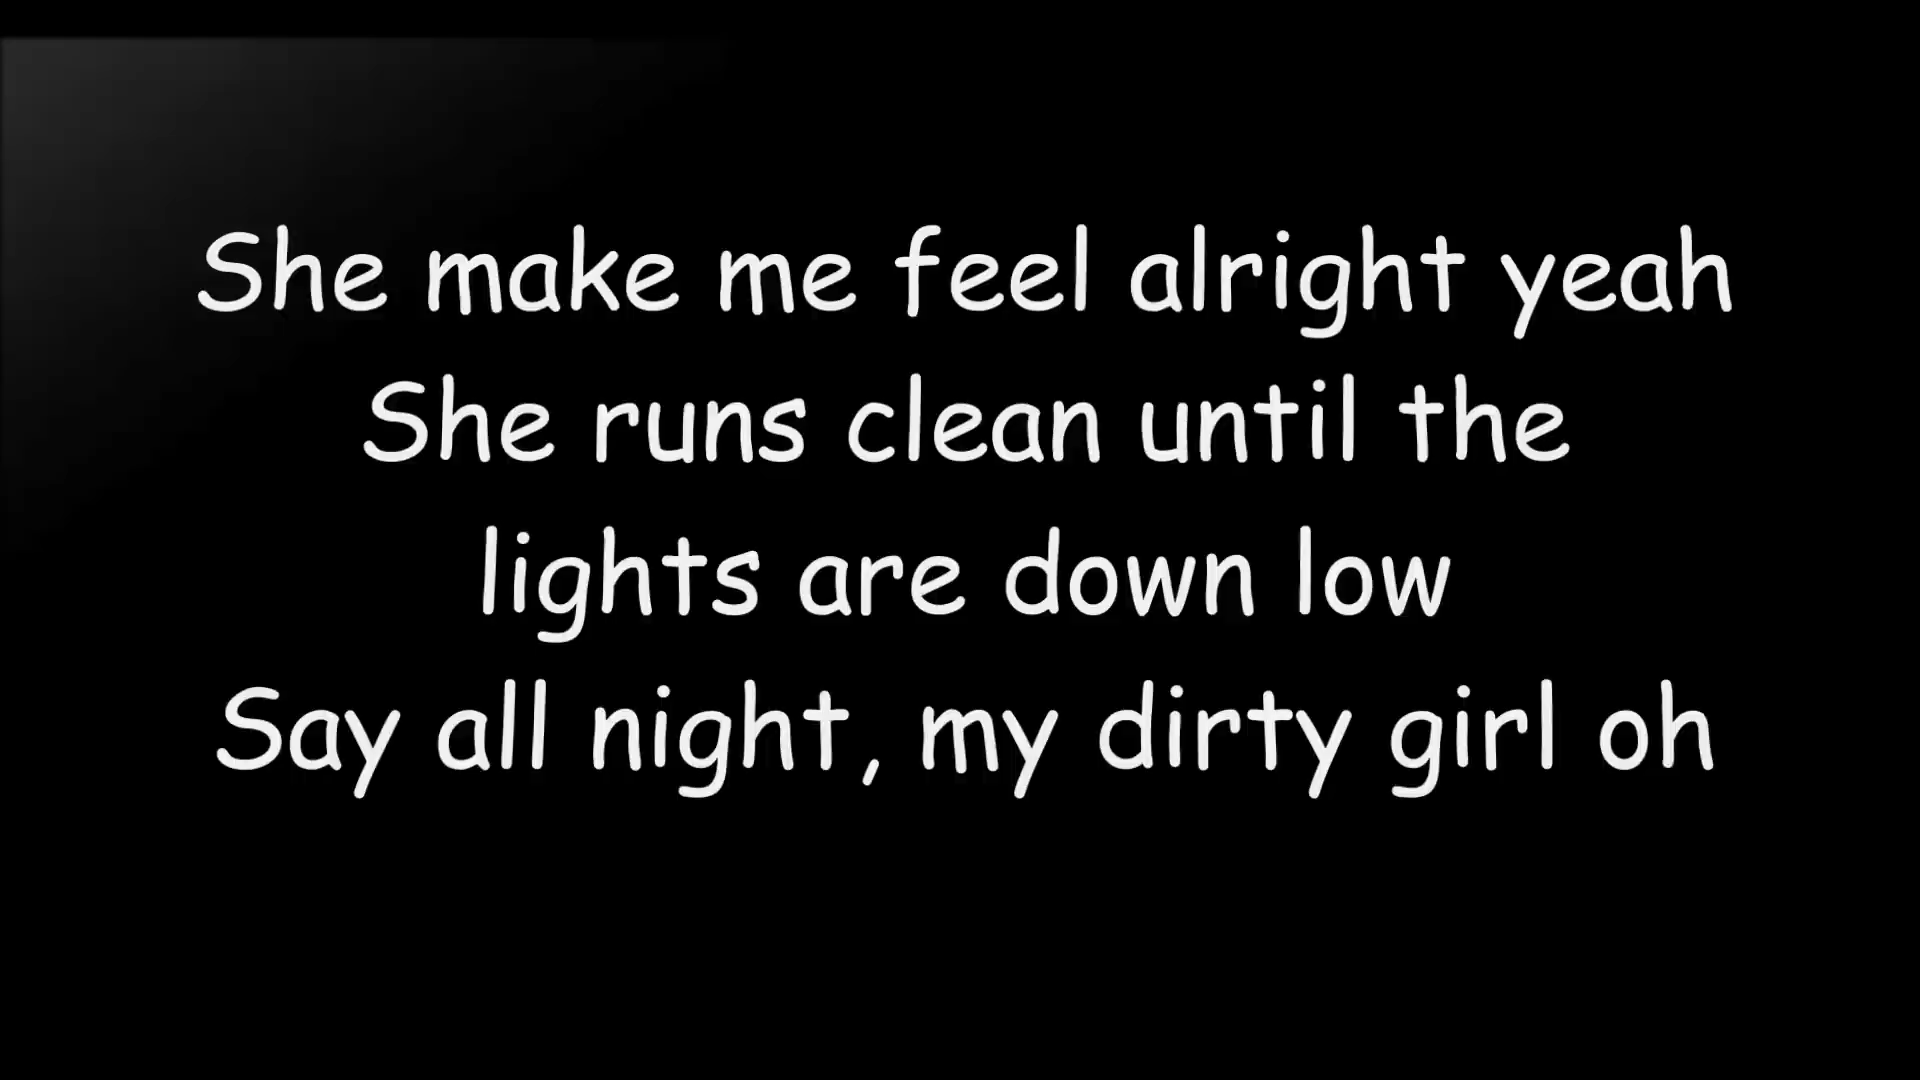 She make me feel alright yeah
She runs clean until the
lights are down low
Say all night, my dirty girl oh